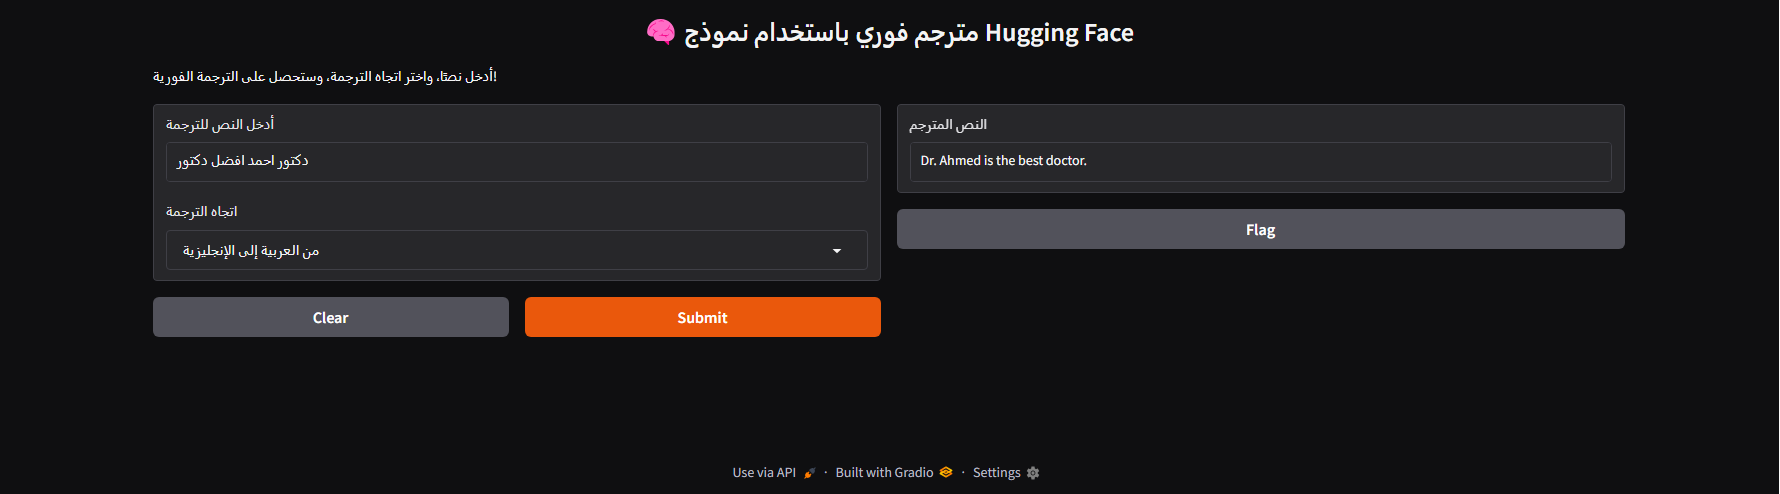 🧠 مترجم فوري باستخدام نموذج Hugging Face
أدخل نصًا، واختر اتجاه الترجمة، وستحصل على الترجمة الفورية!
أدخل النص للترجمة
دكتور احمد افضل دكتور
اتجاه الترجمة
من العربية إلى الإنجليزية
Clear
Submit
النص المترجم
Dr. Ahmed is the best doctor.
Flag
Use via API 🚀 · Built with Gradio · Settings ⚙️